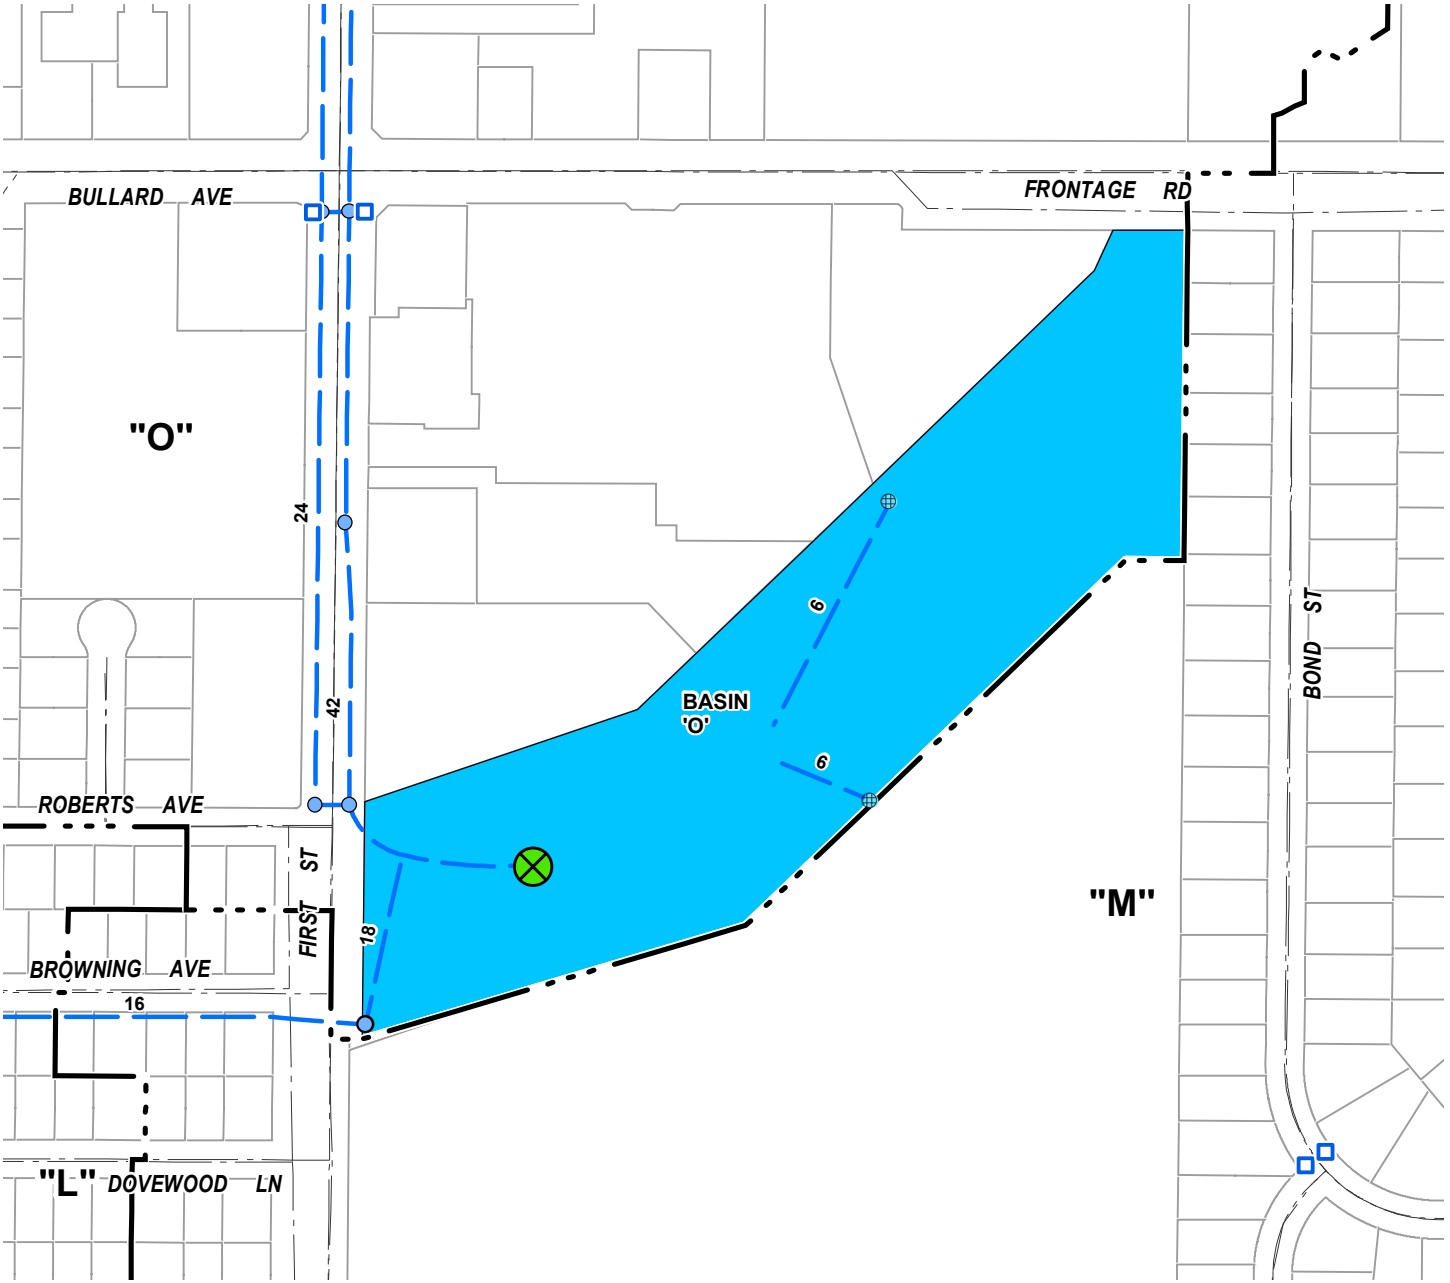 BULLARD AVE
FRONTAGE RD
"O"
24
42
6
BASIN
'O'
6
BOND ST
ROBERTS AVE
FIRST ST
18
"M"
BROWNING AVE
16
"L"
DOVEWOOD LN